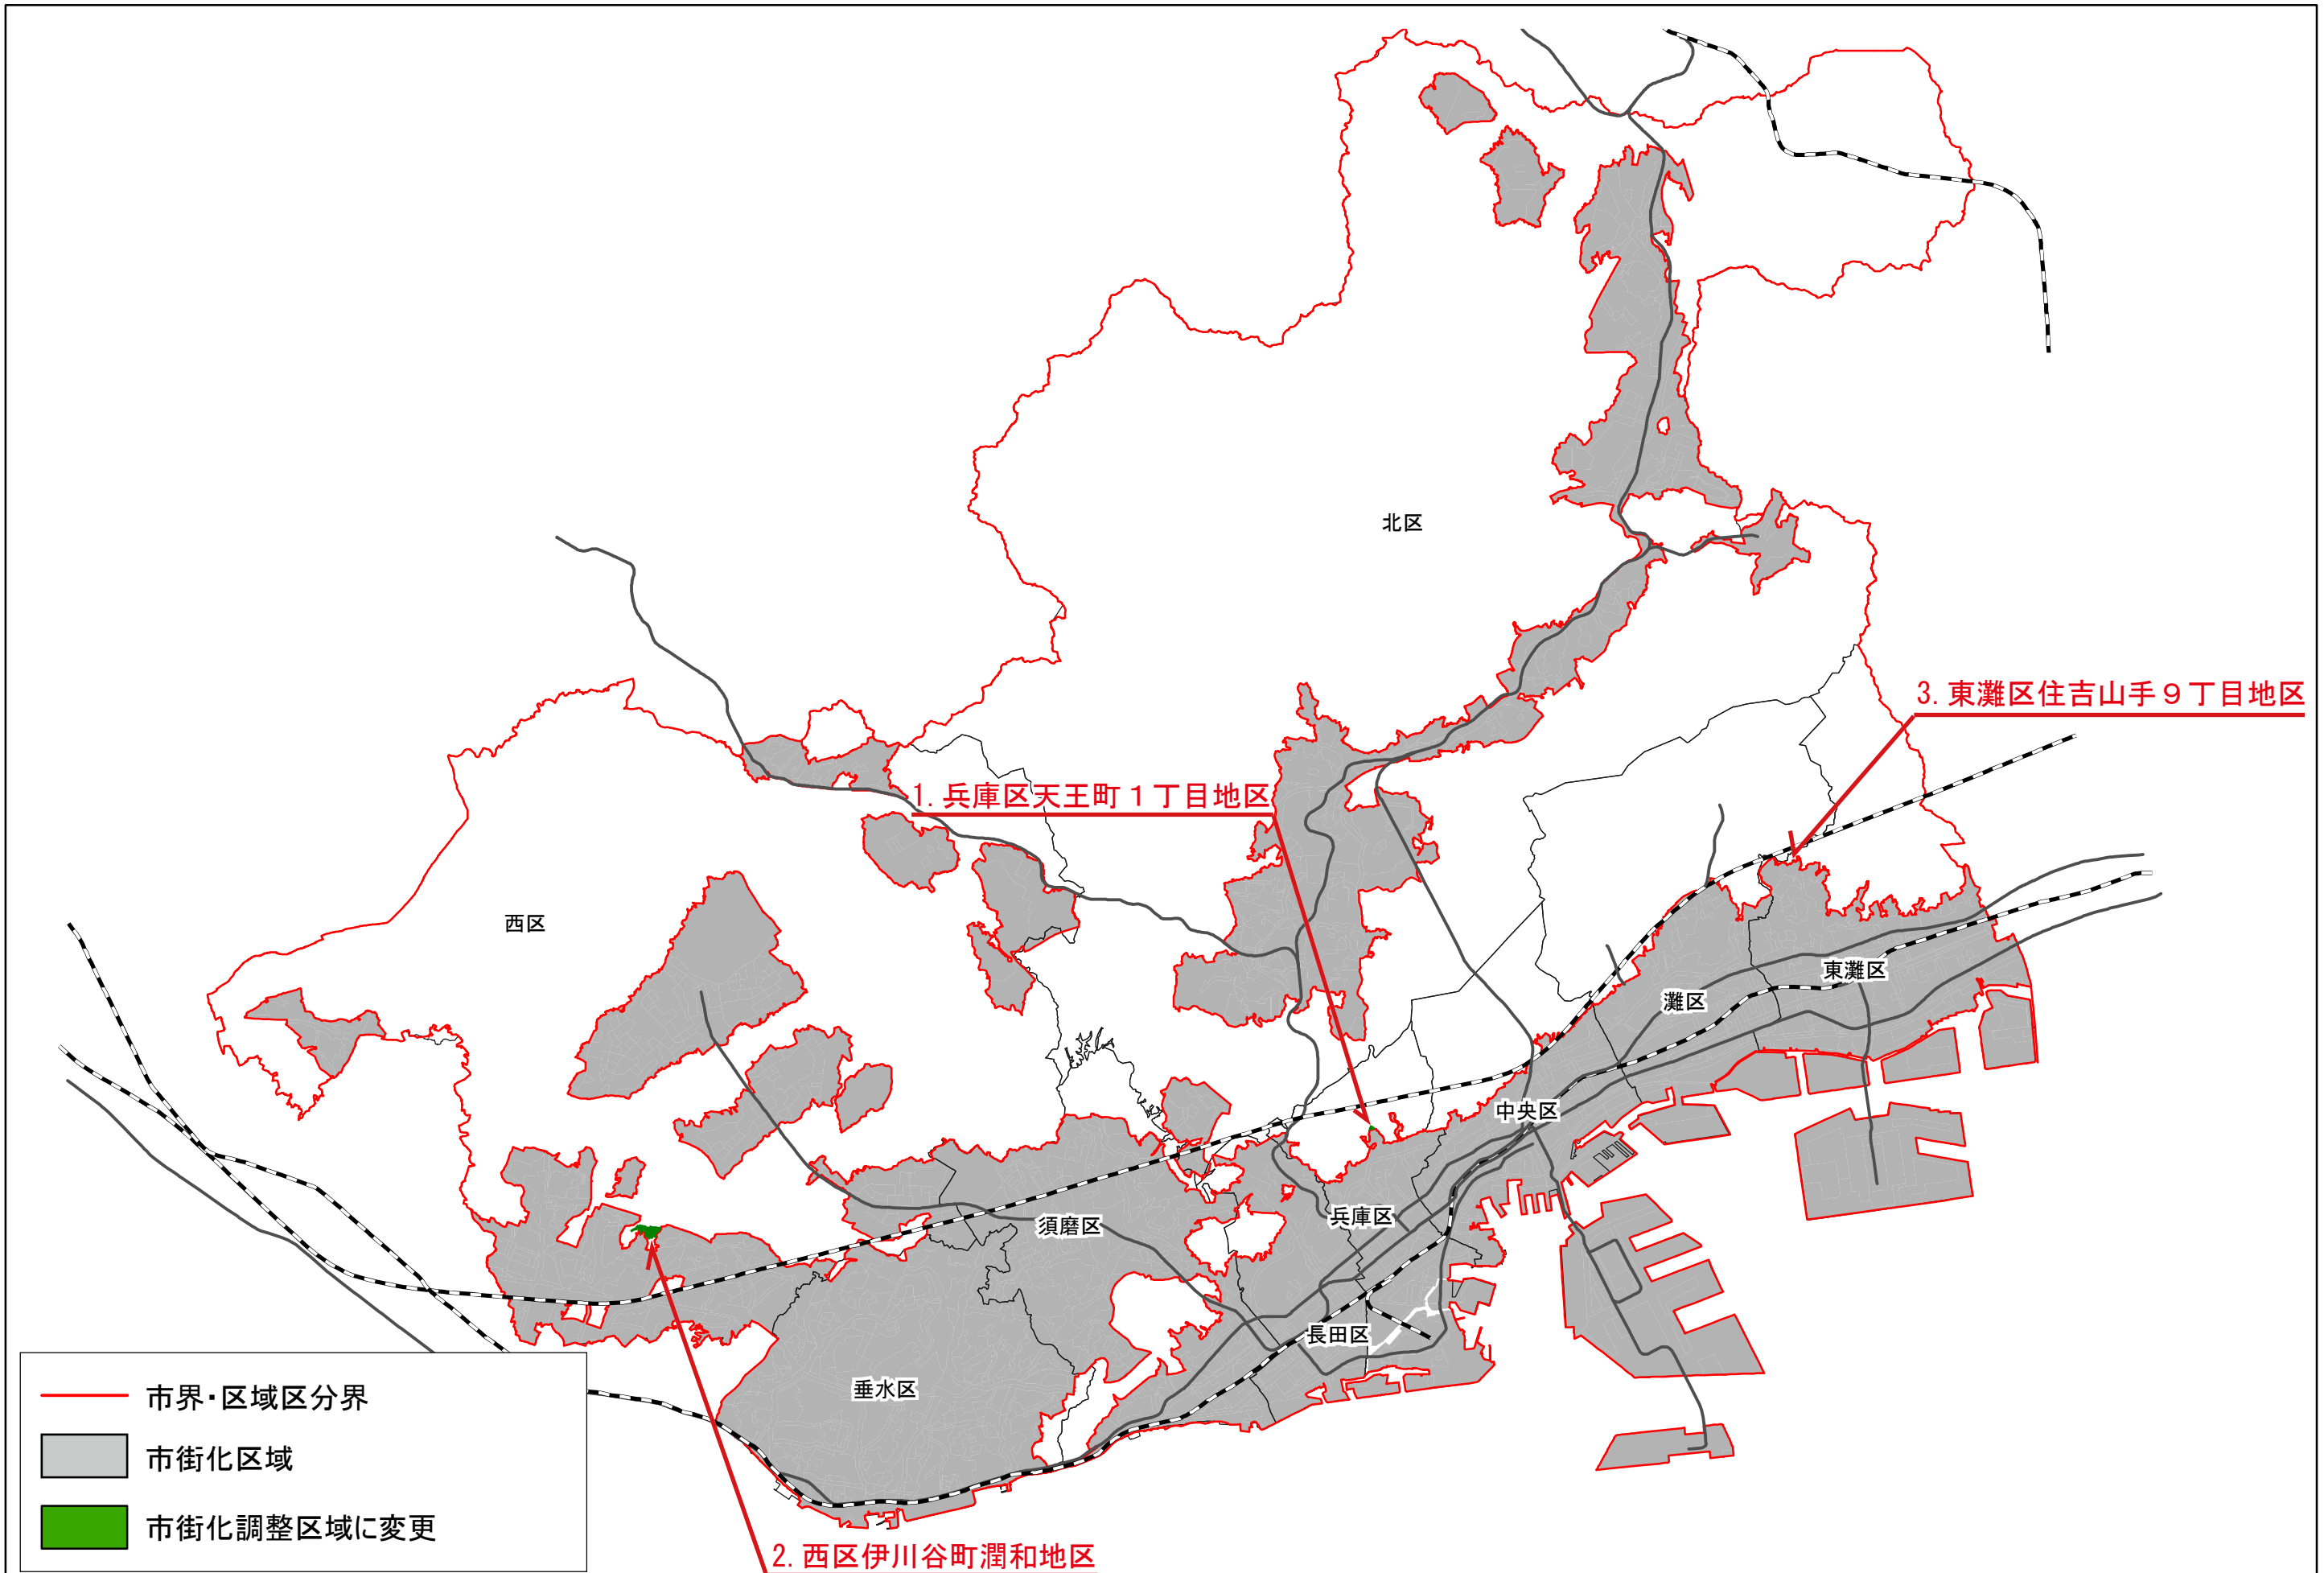 北区
3. 東灘区住吉山手９丁目地区
1. 兵庫区天王町１丁目地区
西区
東灘区
灘区
中央区
兵庫区
須磨区
長田区
垂水区
市界・区域区分界
市街化区域
市街化調整区域に変更
2. 西区伊川谷町潤和地区